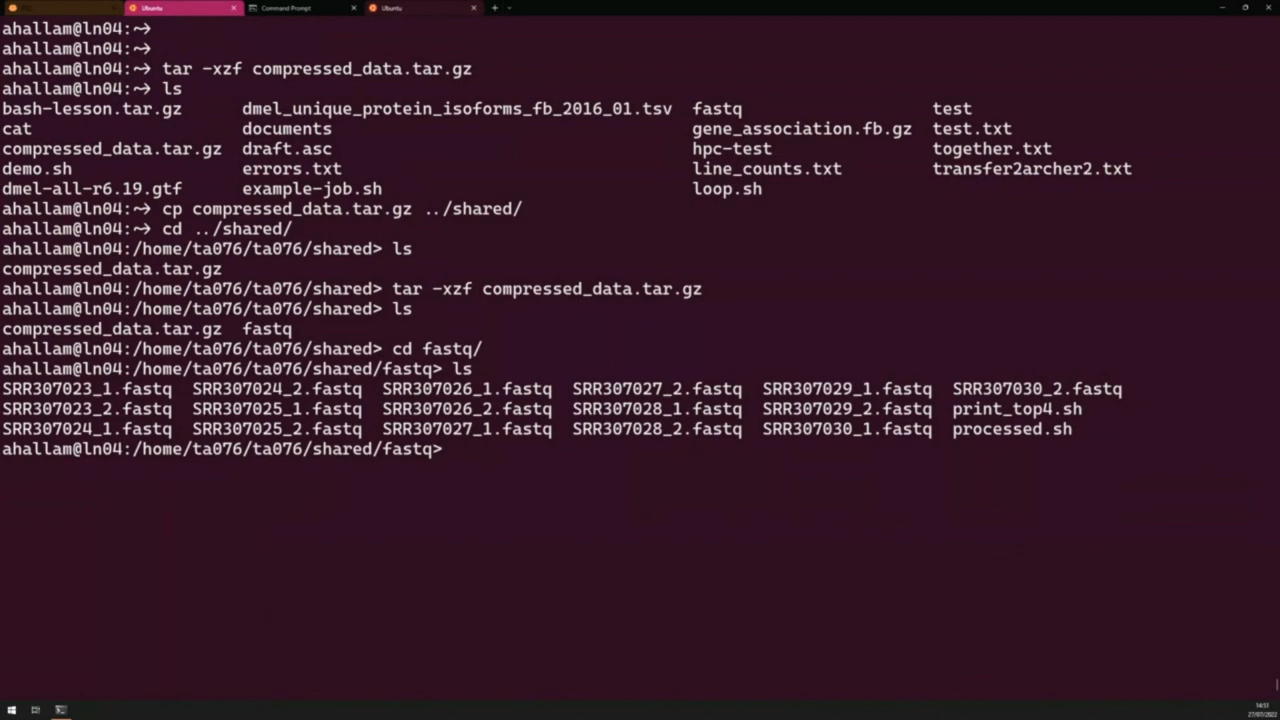 Ubuntu Command Prompt Ubuntu
ahallam@ln04:~>
ahallam@ln04:~>
ahallam@ln04:~> tar -xzf compressed_data.tar.gz
ahallam@ln04:~> ls
bash-lesson.tar.gz dmel_unique_protein_isoforms_fb_2016_01.tsv fastq test
cat documents gene_association.fb.gz test.txt
compressed_data.tar.gz draft.asc hpc-test together.txt
demo.sh errors.txt line_counts.txt transfer2archer2.txt
dmel-all-r6.19.gtf example-job.sh loop.sh
ahallam@ln04:~> cp compressed_data.tar.gz ../shared/
ahallam@ln04:~> cd ../shared/
ahallam@ln04:/home/ta076/ta076/shared> ls
compressed_data.tar.gz
ahallam@ln04:/home/ta076/ta076/shared> tar -xzf compressed_data.tar.gz
ahallam@ln04:/home/ta076/ta076/shared> ls
compressed_data.tar.gz fastq
ahallam@ln04:/home/ta076/ta076/shared> cd fastq/
ahallam@ln04:/home/ta076/ta076/shared/fastq> ls
SRR307023_1.fastq SRR307024_2.fastq SRR307026_1.fastq SRR307027_2.fastq SRR307029_1.fastq SRR307030_2.fastq
SRR307023_2.fastq SRR307025_1.fastq SRR307026_2.fastq SRR307028_1.fastq SRR307029_2.fastq print_top4.sh
SRR307024_1.fastq SRR307025_2.fastq SRR307027_1.fastq SRR307028_2.fastq SRR307030_1.fastq processed.sh
ahallam@ln04:/home/ta076/ta076/shared/fastq>
27/07/2022